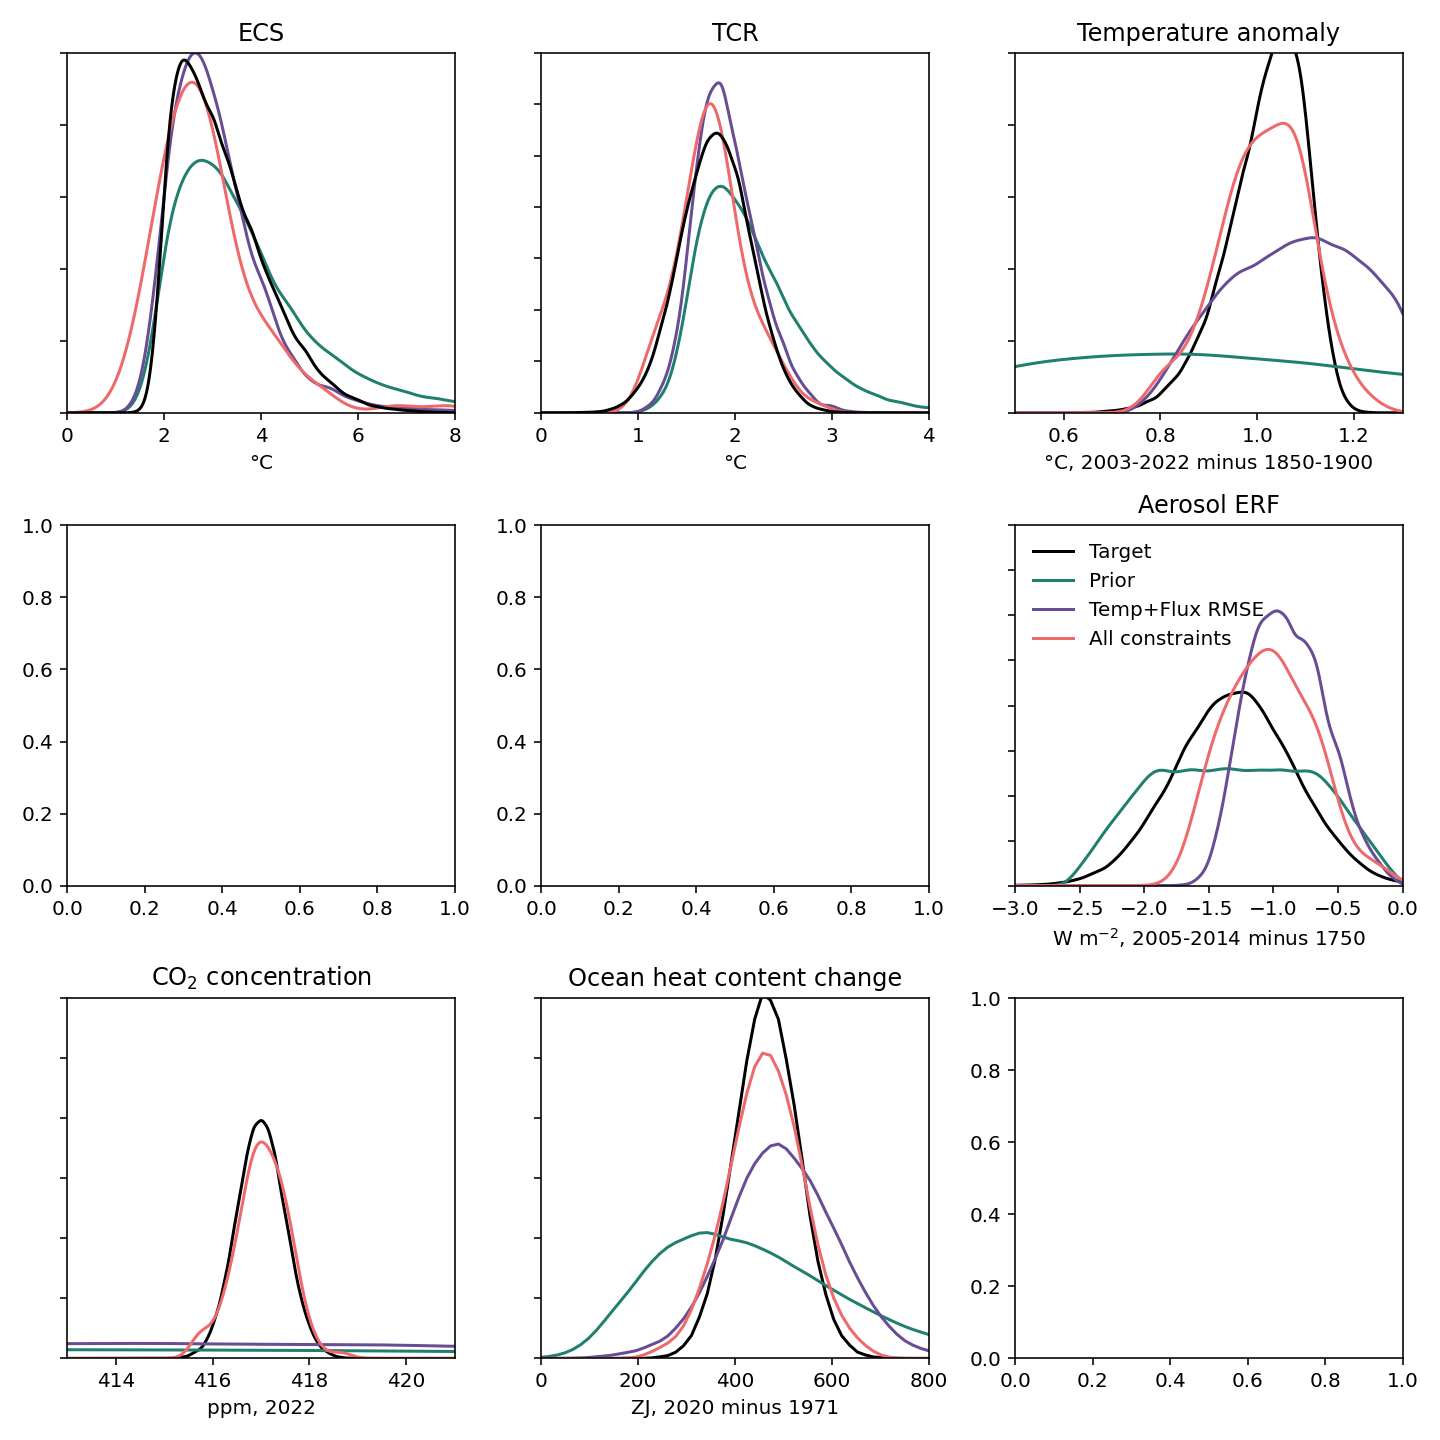 ECS
TCR
Temperature anomaly
0 2 4 6 8
°C
0 1 2 3 4
°C
0.6 0.8 1.0 1.2
°C, 2003-2022 minus 1850-1900
1.0
0.8
0.6
0.4
0.2
0.0
0.0 0.2 0.4 0.6 0.8 1.0
1.0
0.8
0.6
0.4
0.2
0.0
0.0 0.2 0.4 0.6 0.8 1.0
Aerosol ERF
Target
Prior
Temp+Flux RMSE
All constraints
−3.0 −2.5 −2.0 −1.5 −1.0 −0.5 0.0
W m⁻², 2005-2014 minus 1750
CO₂ concentration
414 416 418 420
ppm, 2022
Ocean heat content change
0 200 400 600 800
ZJ, 2020 minus 1971
1.0
0.8
0.6
0.4
0.2
0.0
0.0 0.2 0.4 0.6 0.8 1.0